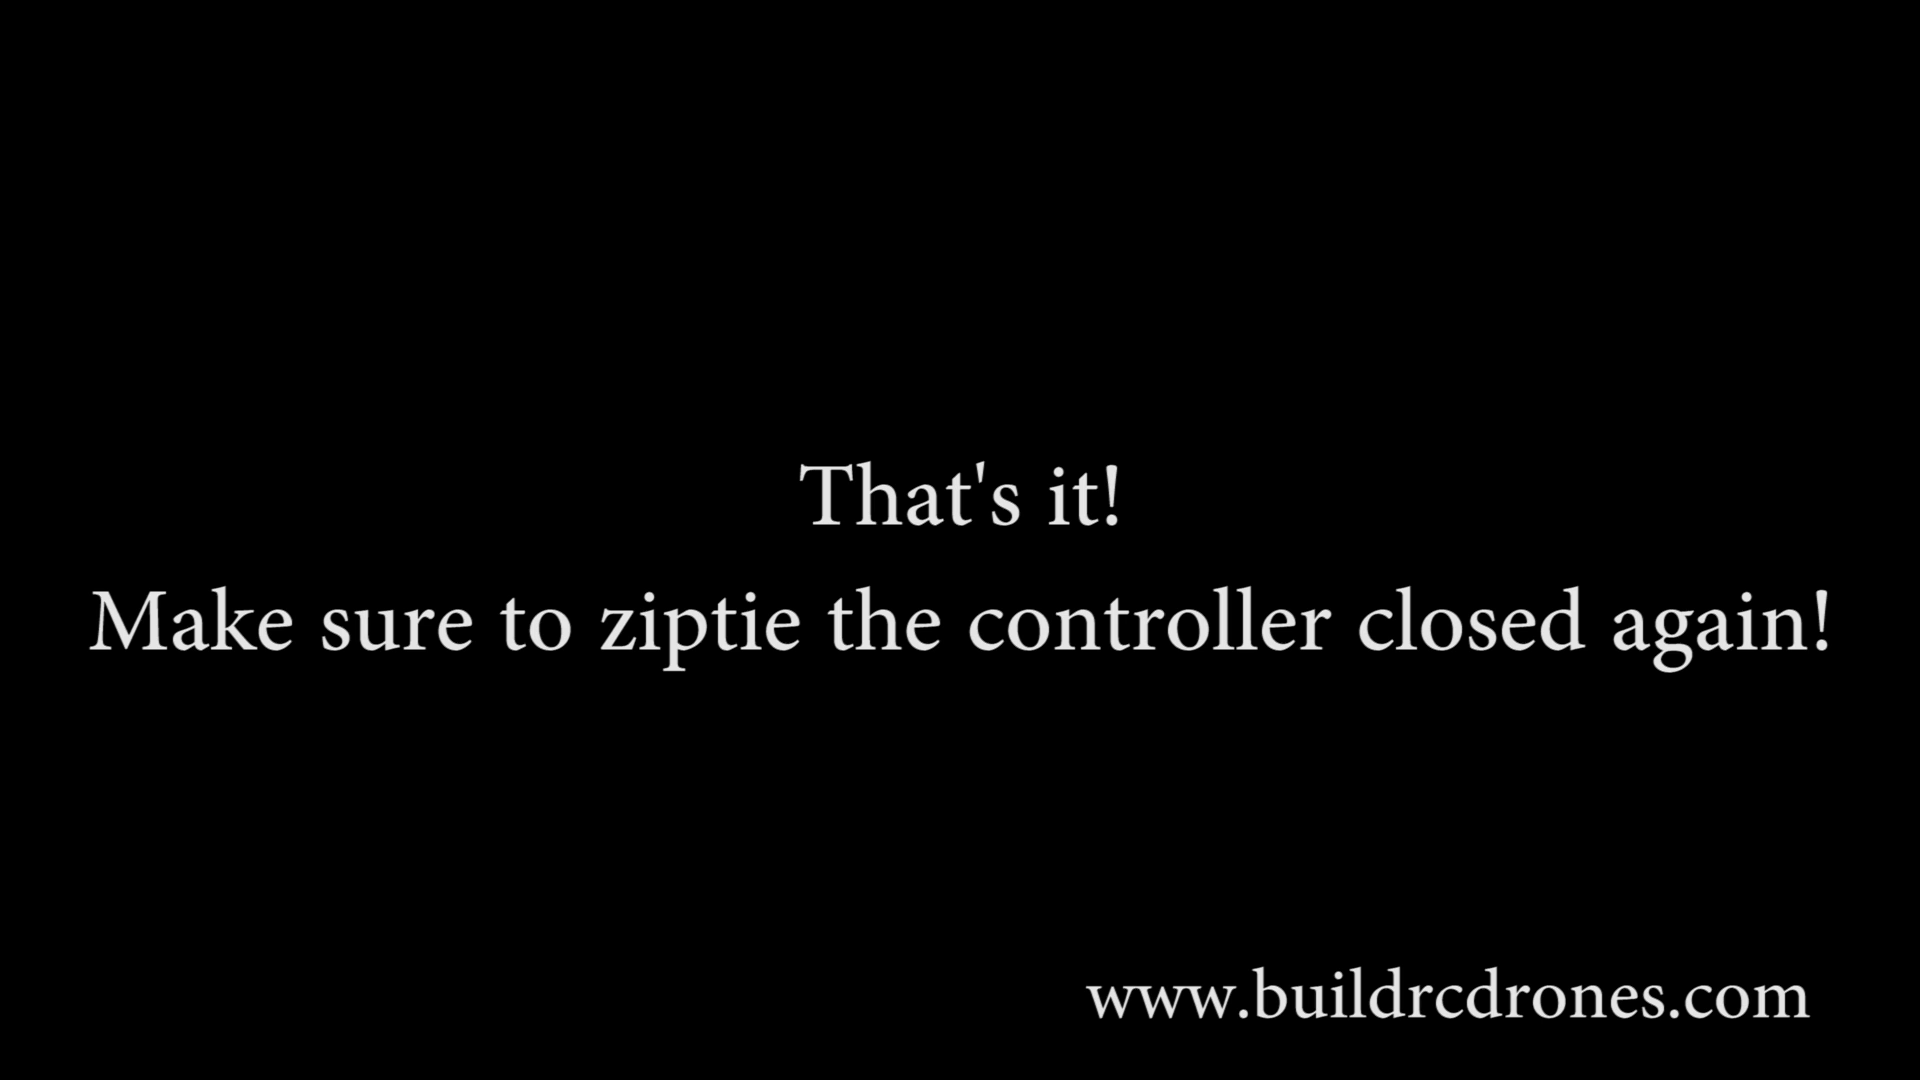 That's it!
Make sure to ziptie the controller closed again!
www.buildrcdrones.com